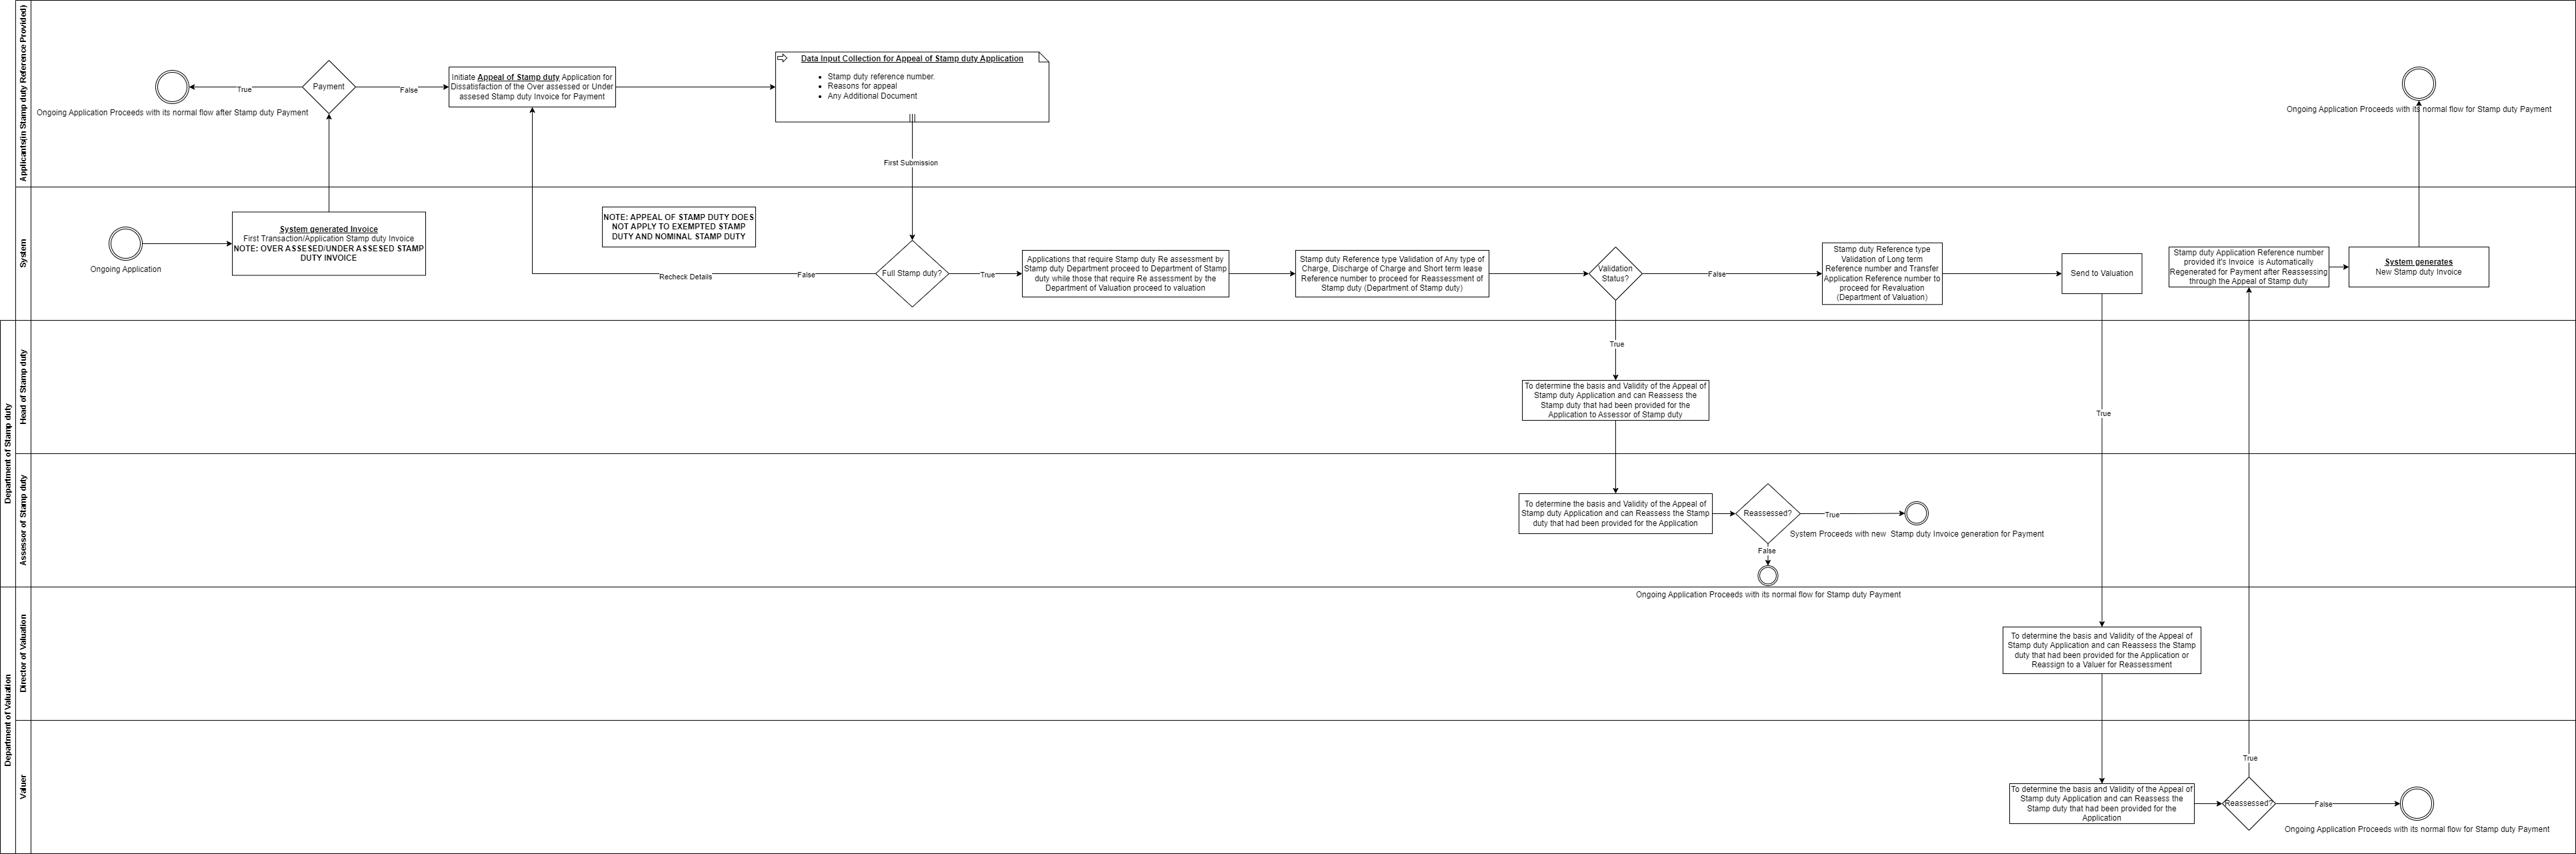 Applicants(in Stamp duty Reference Provided)
Ongoing Application Proceeds with its normal flow after Stamp duty Payment
True
Payment
False
Initiate Appeal of Stamp duty Application for
Dissatisfaction of the Over assessed or Under
assesed Stamp duty Invoice for Payment
Data Input Collection for Appeal of Stamp duty Application
Stamp duty reference number.
Reasons for appeal
Any Additional Document
First Submission
Ongoing Application Proceeds with its normal flow for Stamp duty Payment
System
Ongoing Application
System generated Invoice
First Transaction/Application Stamp duty Invoice
NOTE: OVER ASSESED/UNDER ASSESED STAMP
DUTY INVOICE
NOTE: APPEAL OF STAMP DUTY DOES
NOT APPLY TO EXEMPTED STAMP
DUTY AND NOMINAL STAMP DUTY
Recheck Details
False
Full Stamp duty?
True
Applications that require Stamp duty Re assessment by
Stamp duty Department proceed to Department of Stamp
duty while those that require Re assessment by the
Department of Valuation proceed to valuation
Stamp duty Reference type Validation of Any type of
Charge, Discharge of Charge and Short term lease
Reference number to proceed for Reassessment of
Stamp duty (Department of Stamp duty)
Validation
Status?
False
Stamp duty Reference type
Validation of Long term
Reference number and Transfer
Application Reference number to
proceed for Revaluation
(Department of Valuation)
Send to Valuation
Stamp duty Application Reference number
provided it's Invoice is Automatically
Regenerated for Payment after Reassessing
through the Appeal of Stamp duty
System generates
New Stamp duty Invoice
Department of Stamp duty
Head of Stamp duty
True
To determine the basis and Validity of the Appeal of
Stamp duty Application and can Reassess the
Stamp duty that had been provided for the
Application to Assessor of Stamp duty
True
Assessor of Stamp duty
To determine the basis and Validity of the Appeal of
Stamp duty Application and can Reassess the Stamp
duty that had been provided for the Application
Reassessed?
True
System Proceeds with new Stamp duty Invoice generation for Payment
False
Ongoing Application Proceeds with its normal flow for Stamp duty Payment
Department of Valuation
Director of Valuation
To determine the basis and Validity of the Appeal of
Stamp duty Application and can Reassess the Stamp
duty that had been provided for the Application or
Reassign to a Valuer for Reassessment
Valuer
To determine the basis and Validity of the Appeal of
Stamp duty Application and can Reassess the
Stamp duty that had been provided for the
Application
True
Reassessed?
False
Ongoing Application Proceeds with its normal flow for Stamp duty Payment